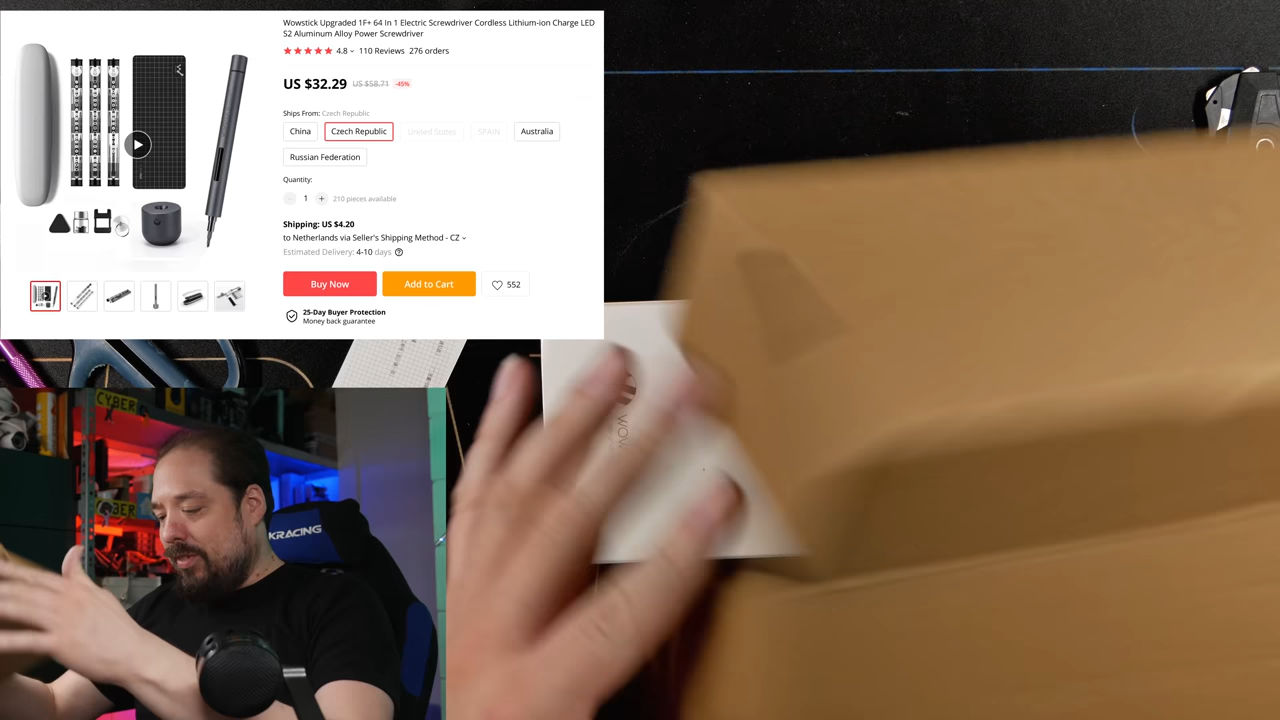 Wowstick Upgraded 1F+ 64 In 1 Electric Screwdriver Cordless Lithium-ion Charge LED
S2 Aluminum Alloy Power Screwdriver
4.8 110 Reviews 276 orders
US $32.29 US $58.71 -45%
Ships From: Czech Republic
China Czech Republic United States SPAIN Australia
Russian Federation
Quantity:
- 1 + 210 pieces available
Shipping: US $4.20
to Netherlands via Seller's Shipping Method - CZ
Estimated Delivery: 4-10 days
Buy Now Add to Cart 552
25-Day Buyer Protection
Money back guarantee
CYBER
KRACING
WOW